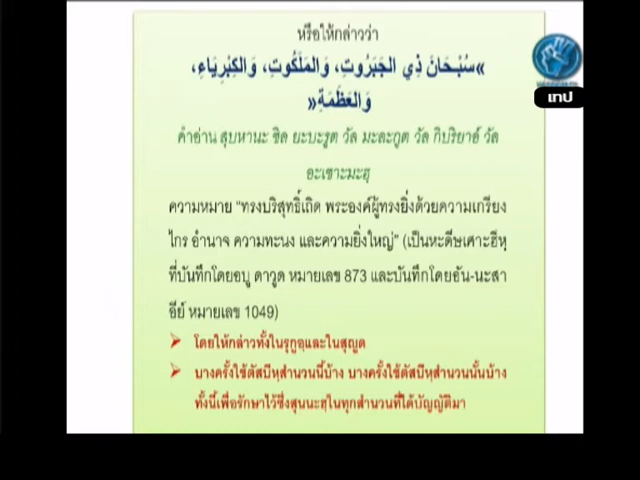 หรือให้กล่าวว่า
»سُبْحَانَ ذِي الجَبَرُوتِ، وَالمَلَكُوتِ، وَالكِبْرِيَاءِ،
وَالعَظَمَةِ«
เทป
คำอ่าน สุบหานะ ซิล ยะบะรูต วัล มะละกูต วัล กิบริยาอ์ วัล
อะเซาะมะฮฺ
ความหมาย “ทรงบริสุทธิ์เถิด พระองค์ผู้ทรงยิ่งด้วยความเกรียง
ไกร อำนาจ ความทะนง และความยิ่งใหญ่” (เป็นหะดีษเศาะฮีหฺ
ที่บันทึกโดยอบู ดาวูด หมายเลข 873 และบันทึกโดยอัน-นะสา
อีย์ หมายเลข 1049)
โดยให้กล่าวทั้งในรุกูอฺและในสุญูด
บางครั้งใช้ตัสบีหฺสำนวนนี้บ้าง บางครั้งใช้ตัสบีหฺสำนวนนั้นบ้าง
ทั้งนี้เพื่อรักษาไว้ซึ่งสุนนะฮฺในทุกสำนวนที่ได้บัญญัติมา